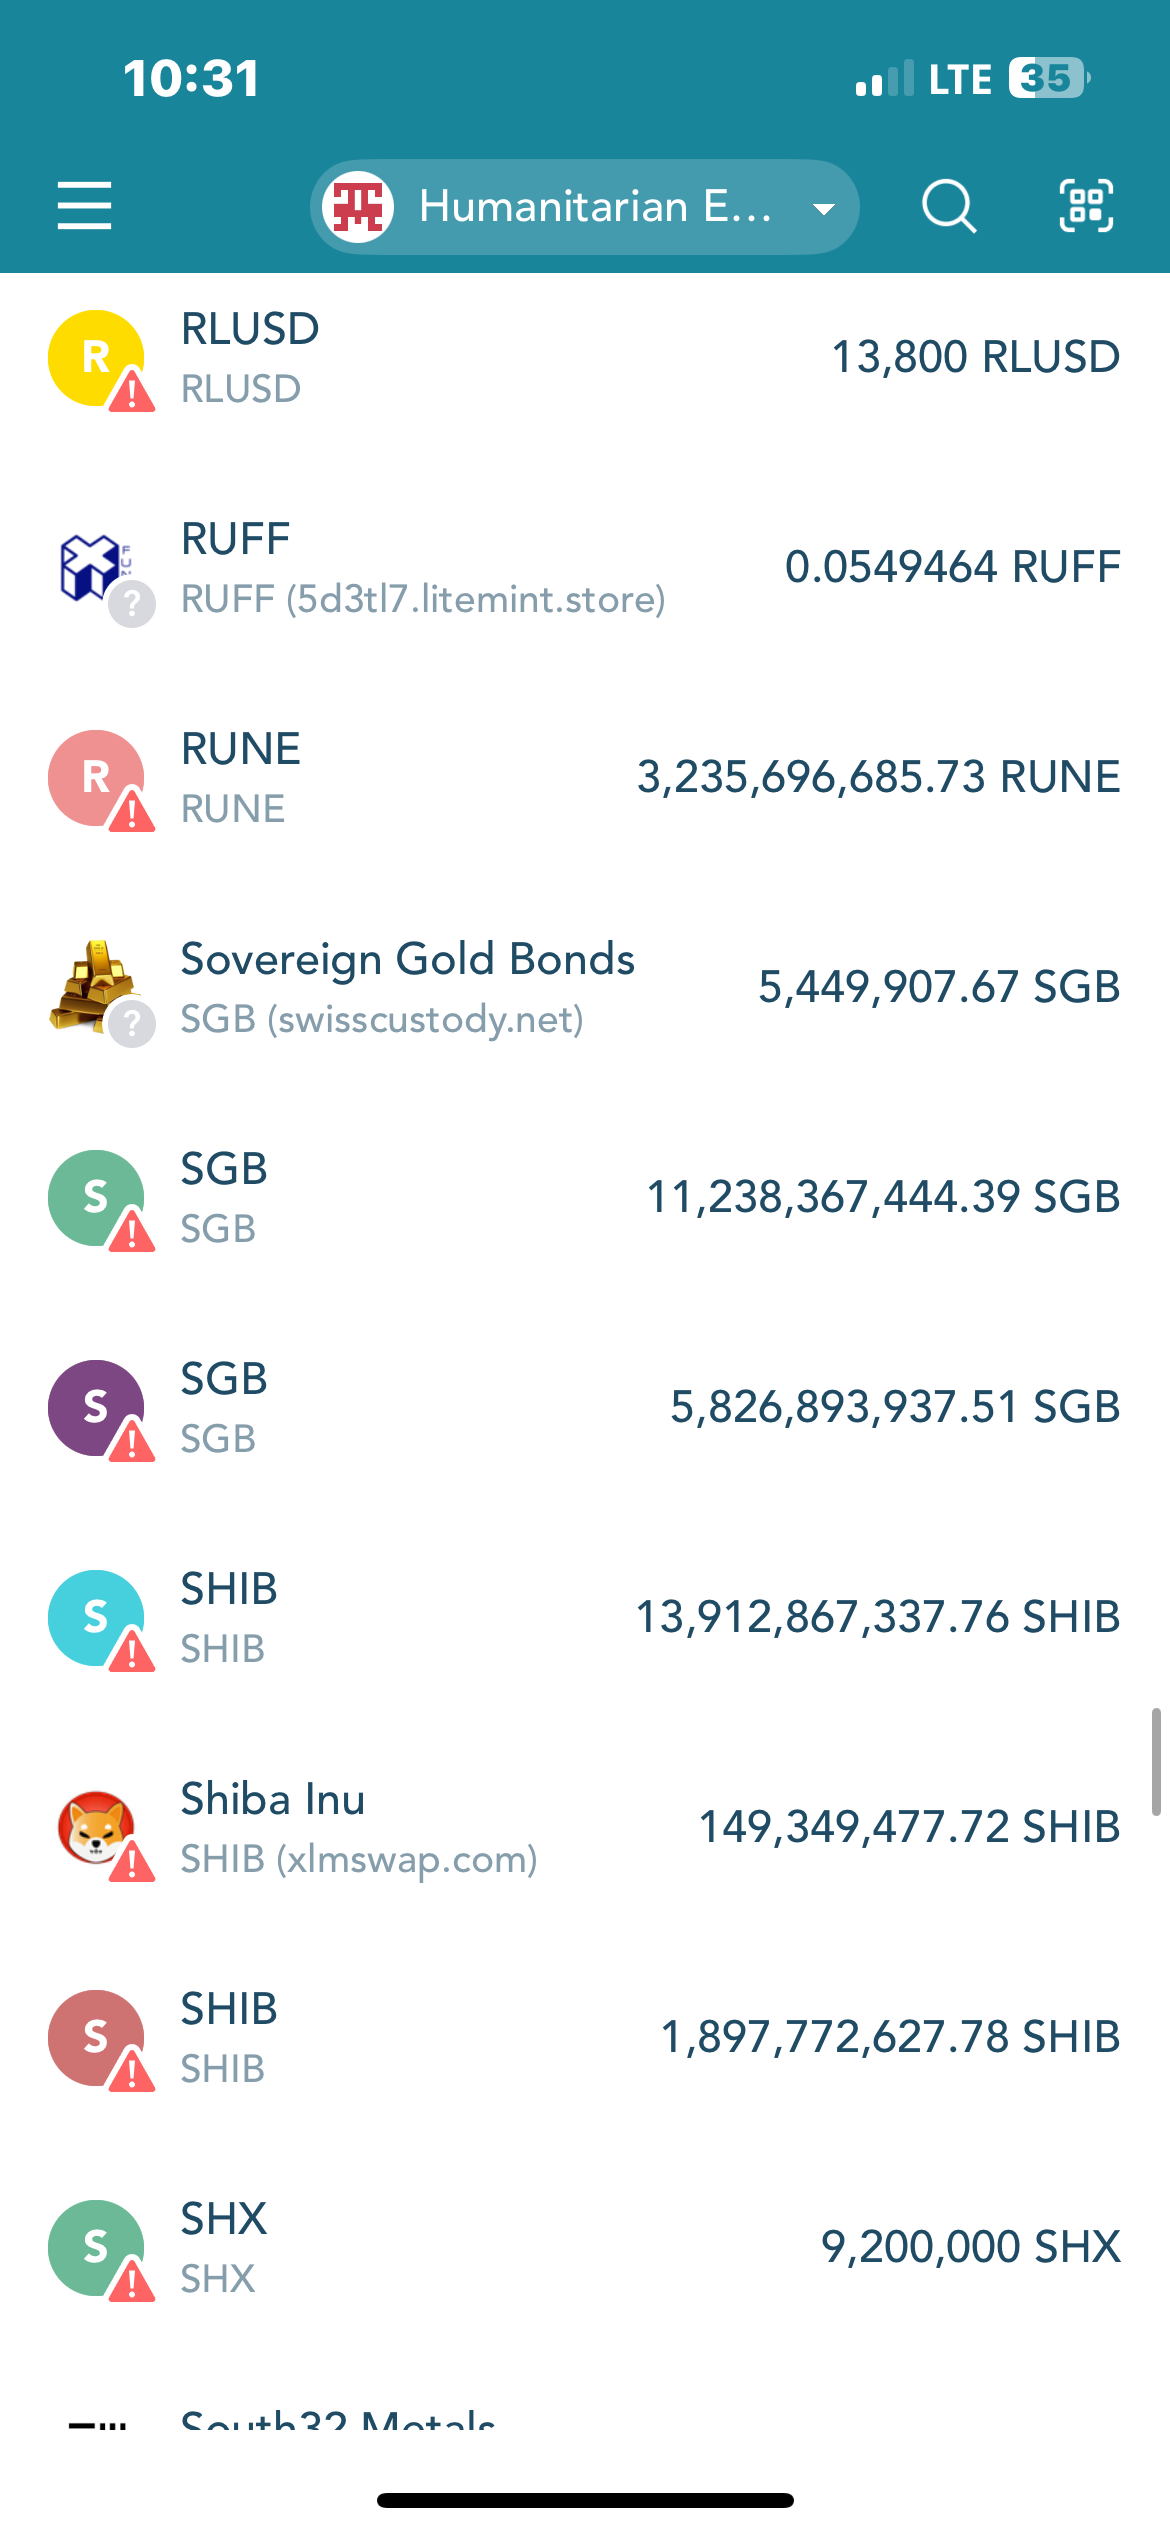 10:31
LTE 35
Humanitarian E...
R
RLUSD
13,800 RLUSD
RLUSD
RUFF
0.0549464 RUFF
RUFF (5d3tl7.litemint.store)
R
RUNE
3,235,696,685.73 RUNE
RUNE
Sovereign Gold Bonds
5,449,907.67 SGB
SGB (swisscustody.net)
S
SGB
11,238,367,444.39 SGB
SGB
S
SGB
5,826,893,937.51 SGB
SGB
S
SHIB
13,912,867,337.76 SHIB
SHIB
Shiba Inu
149,349,477.72 SHIB
SHIB (xlmswap.com)
S
SHIB
1,897,772,627.78 SHIB
SHIB
S
SHX
9,200,000 SHX
SHX
South32 Metals